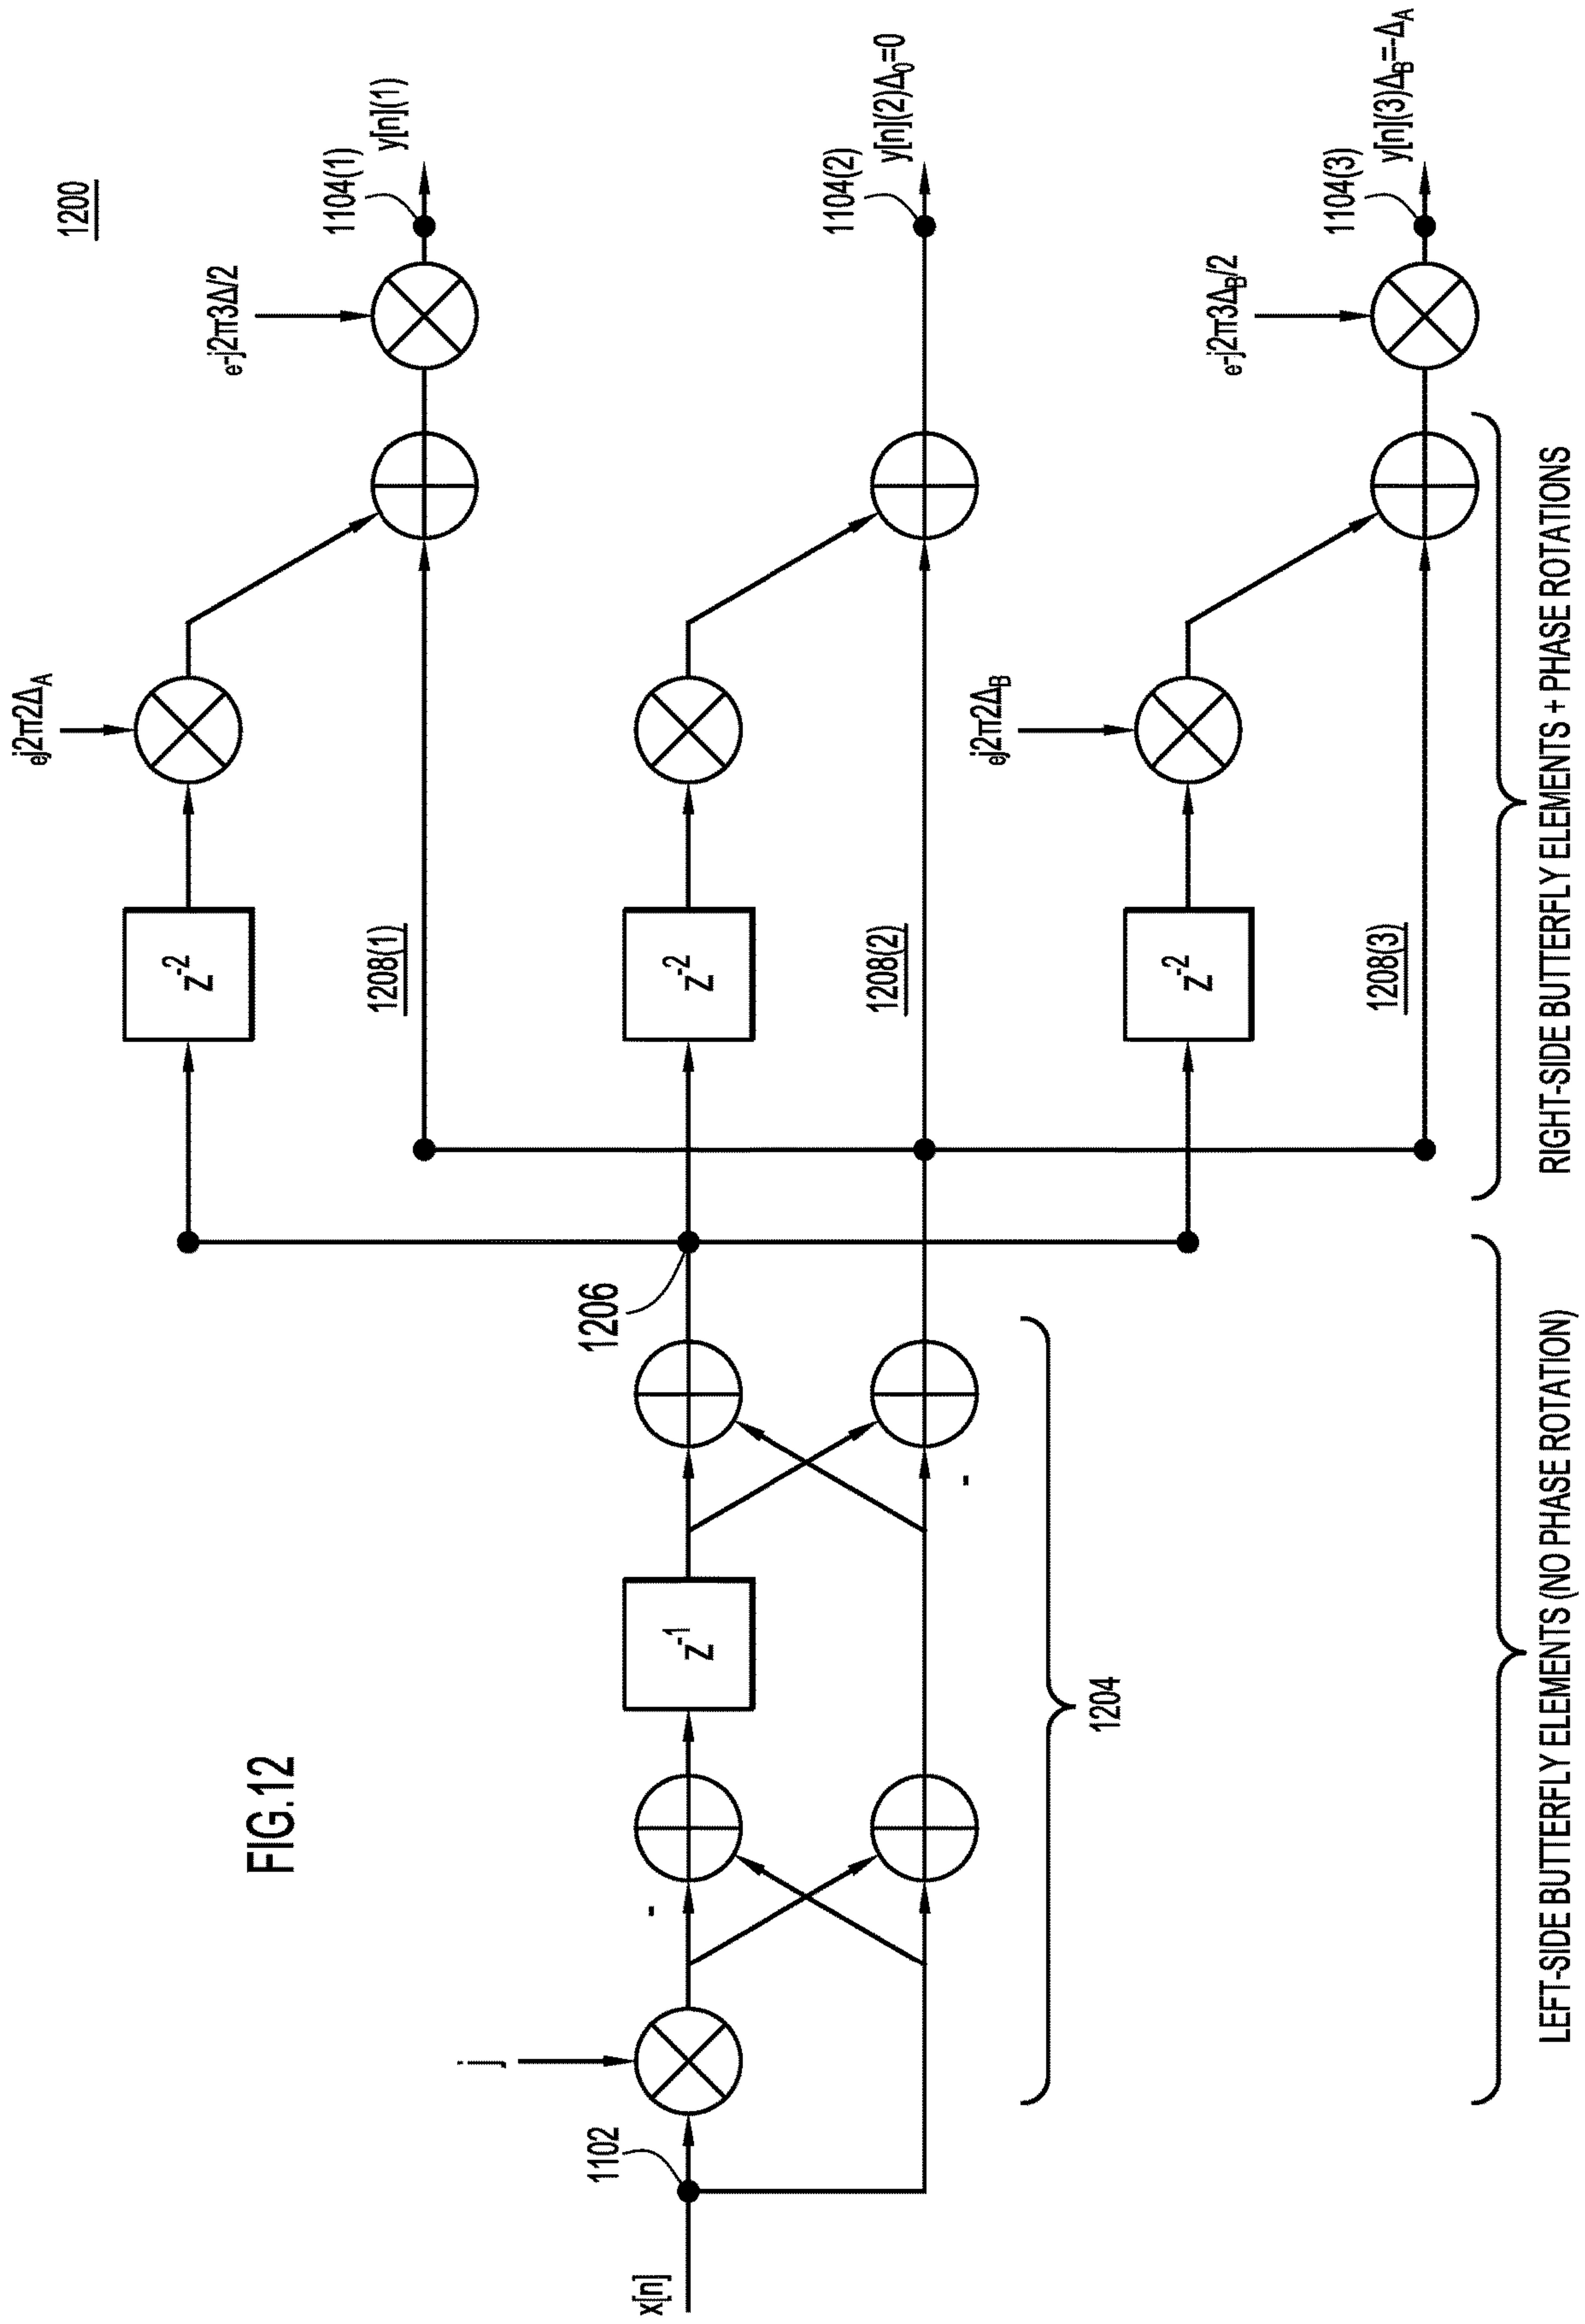 FIG.12
1200
x[n]
1102
j
-
z-1
-
1204
1206
z-2
ej2π2ΔA
1208(1)
e-j2π3Δ/2
1104(1)
y[n](1)
z-2
1208(2)
1104(2)
y[n](2)Δ0=0
z-2
ej2π2ΔB
1208(3)
e-j2π3ΔB/2
1104(3)
y[n](3)ΔB=-ΔA
LEFT-SIDE BUTTERFLY ELEMENTS (NO PHASE ROTATION)
RIGHT-SIDE BUTTERFLY ELEMENTS + PHASE ROTATIONS